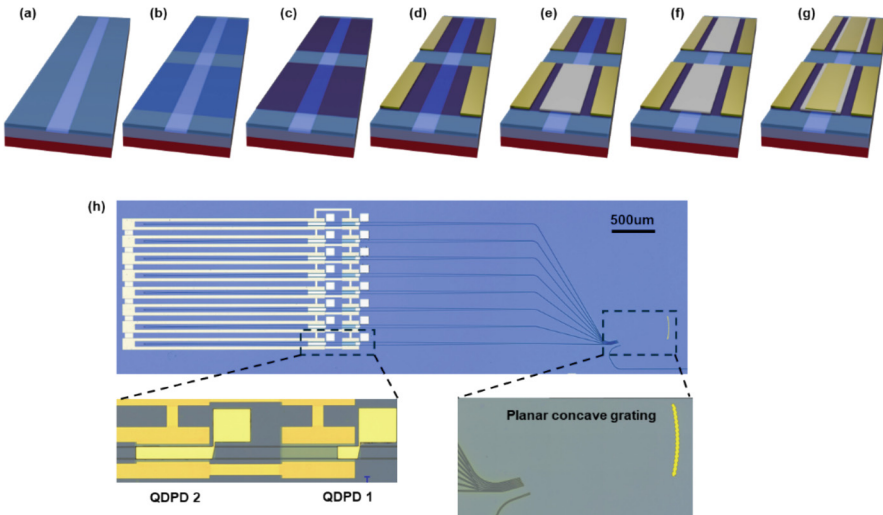 (a) (b) (c) (d) (e) (f) (g)
(h)
500um
Planar concave grating
QDPD 2 QDPD 1